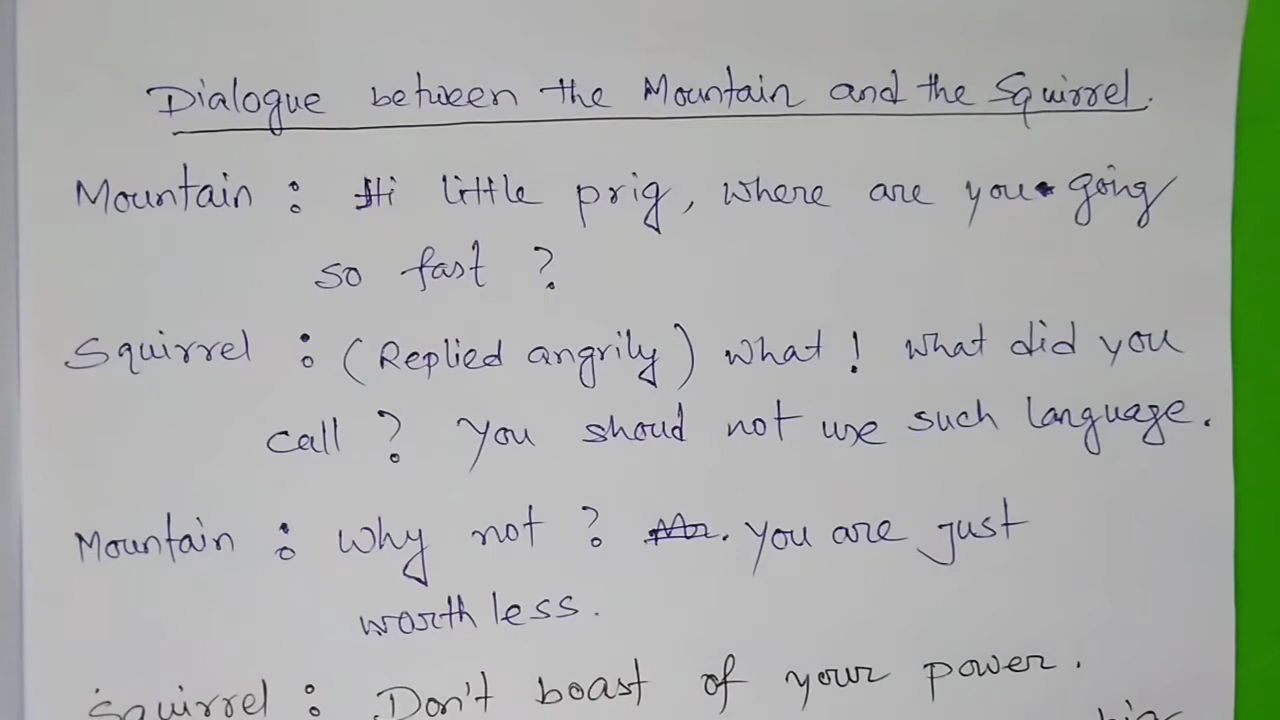 Dialogue between the Mountain and the Squirrel.
Mountain : Hi little prig, where are you going
so fast ?
Squirrel : (Replied angrily) what ! what did you
call ? You shoud not use such language.
Mountain : Why not ? You are just
worthless.
Squirrel : Don't boast of your power.